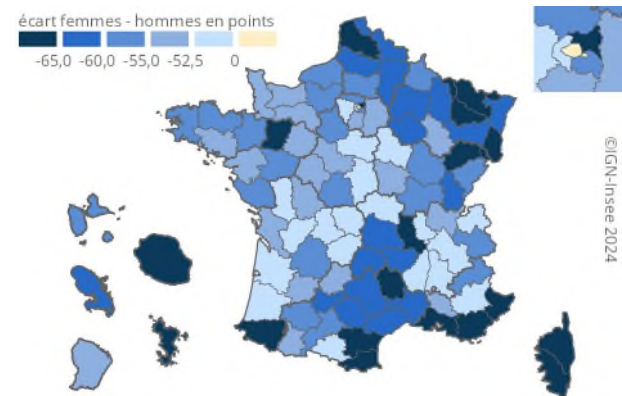 écart femmes - hommes en points
-65,0 -60,0 -55,0 -52,5 0
©IGN-Insee 2024